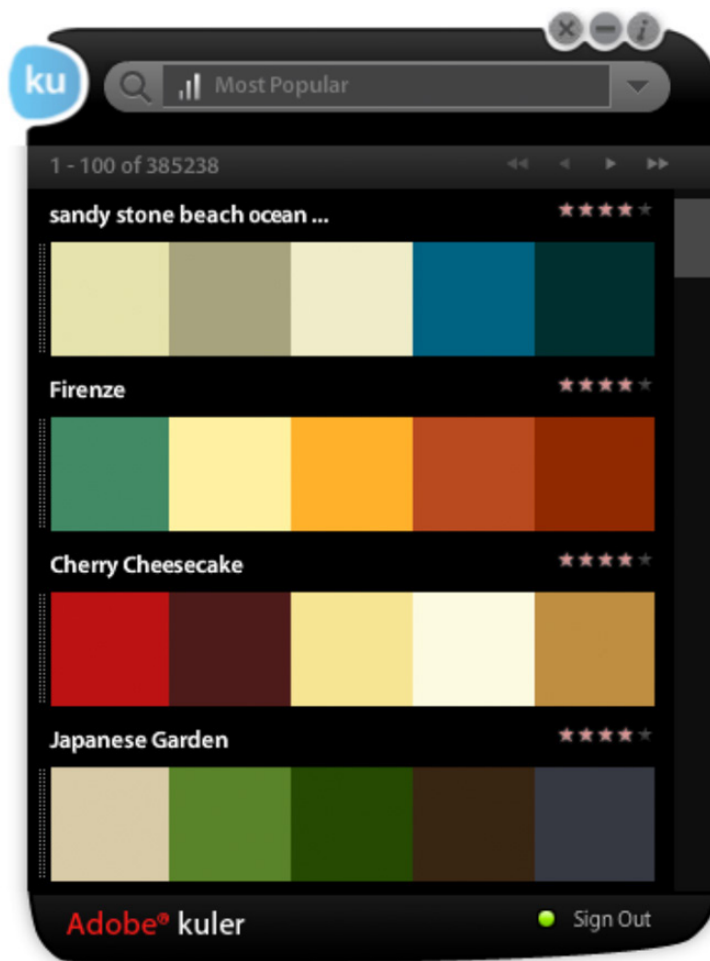 ku
Most Popular
1 - 100 of 385238
sandy stone beach ocean ...
Firenze
Cherry Cheesecake
Japanese Garden
Adobe® kuler
Sign Out